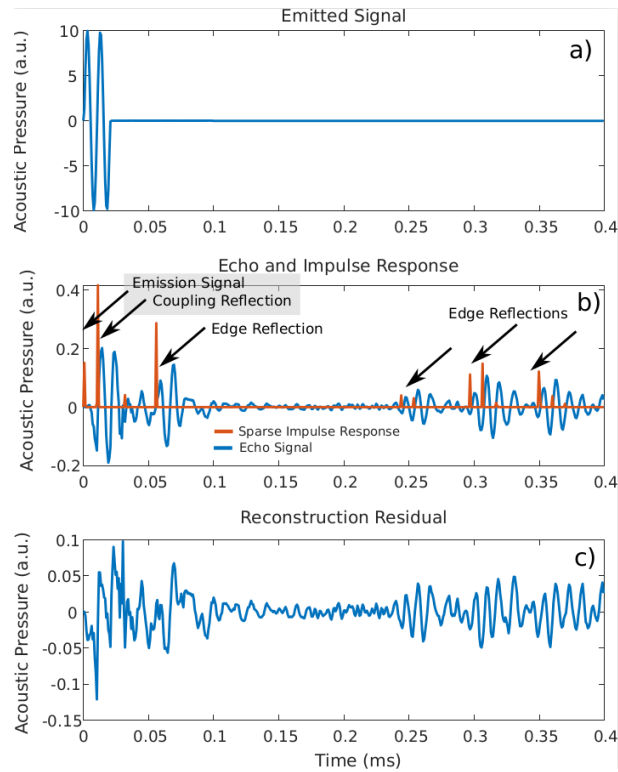 Emitted Signal
a)
Acoustic Pressure (a.u.)
10
5
0
-5
-10
0
0.05
0.1
0.15
0.2
0.25
0.3
0.35
0.4
Echo and Impulse Response
b)
Emission Signal
Coupling Reflection
Edge Reflection
Edge Reflections
Acoustic Pressure (a.u.)
0.4
0.2
0
-0.2
Sparse Impulse Response
Echo Signal
0
0.05
0.1
0.15
0.2
0.25
0.3
0.35
0.4
Reconstruction Residual
c)
Acoustic Pressure (a.u.)
0.1
0.05
0
-0.05
-0.1
-0.15
0
0.05
0.1
0.15
0.2
0.25
0.3
0.35
0.4
Time (ms)